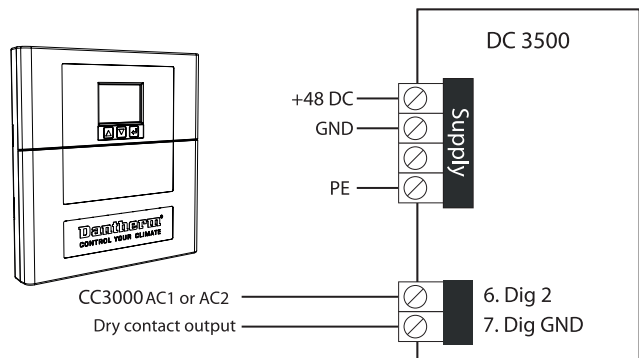 DC 3500
+48 DC
GND
PE
Supply
Dantherm®
CONTROL YOUR CLIMATE
CC3000 AC1 or AC2
6. Dig 2
Dry contact output
7. Dig GND